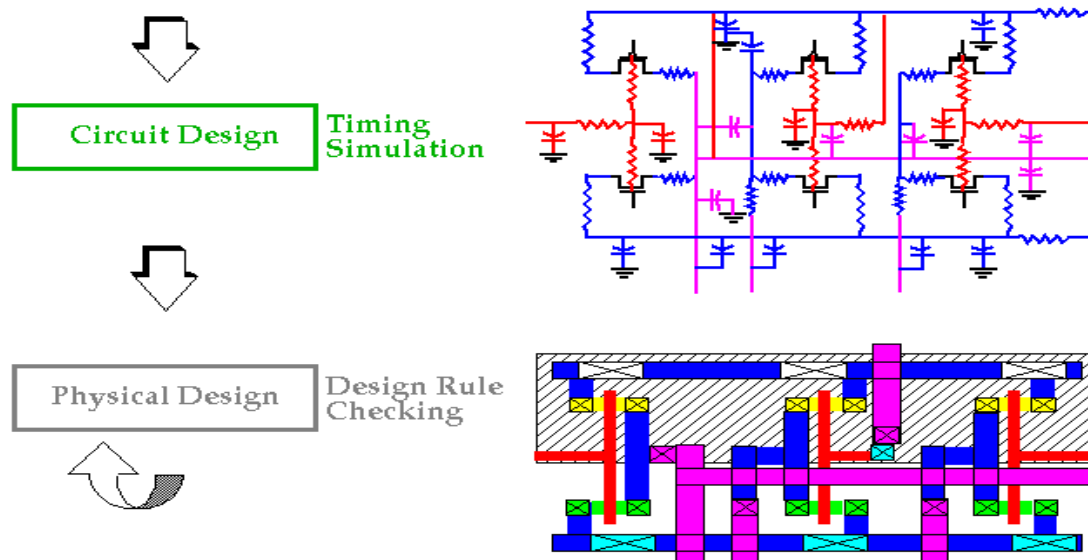 Circuit Design
Timing
Simulation
Physical Design
Design Rule
Checking